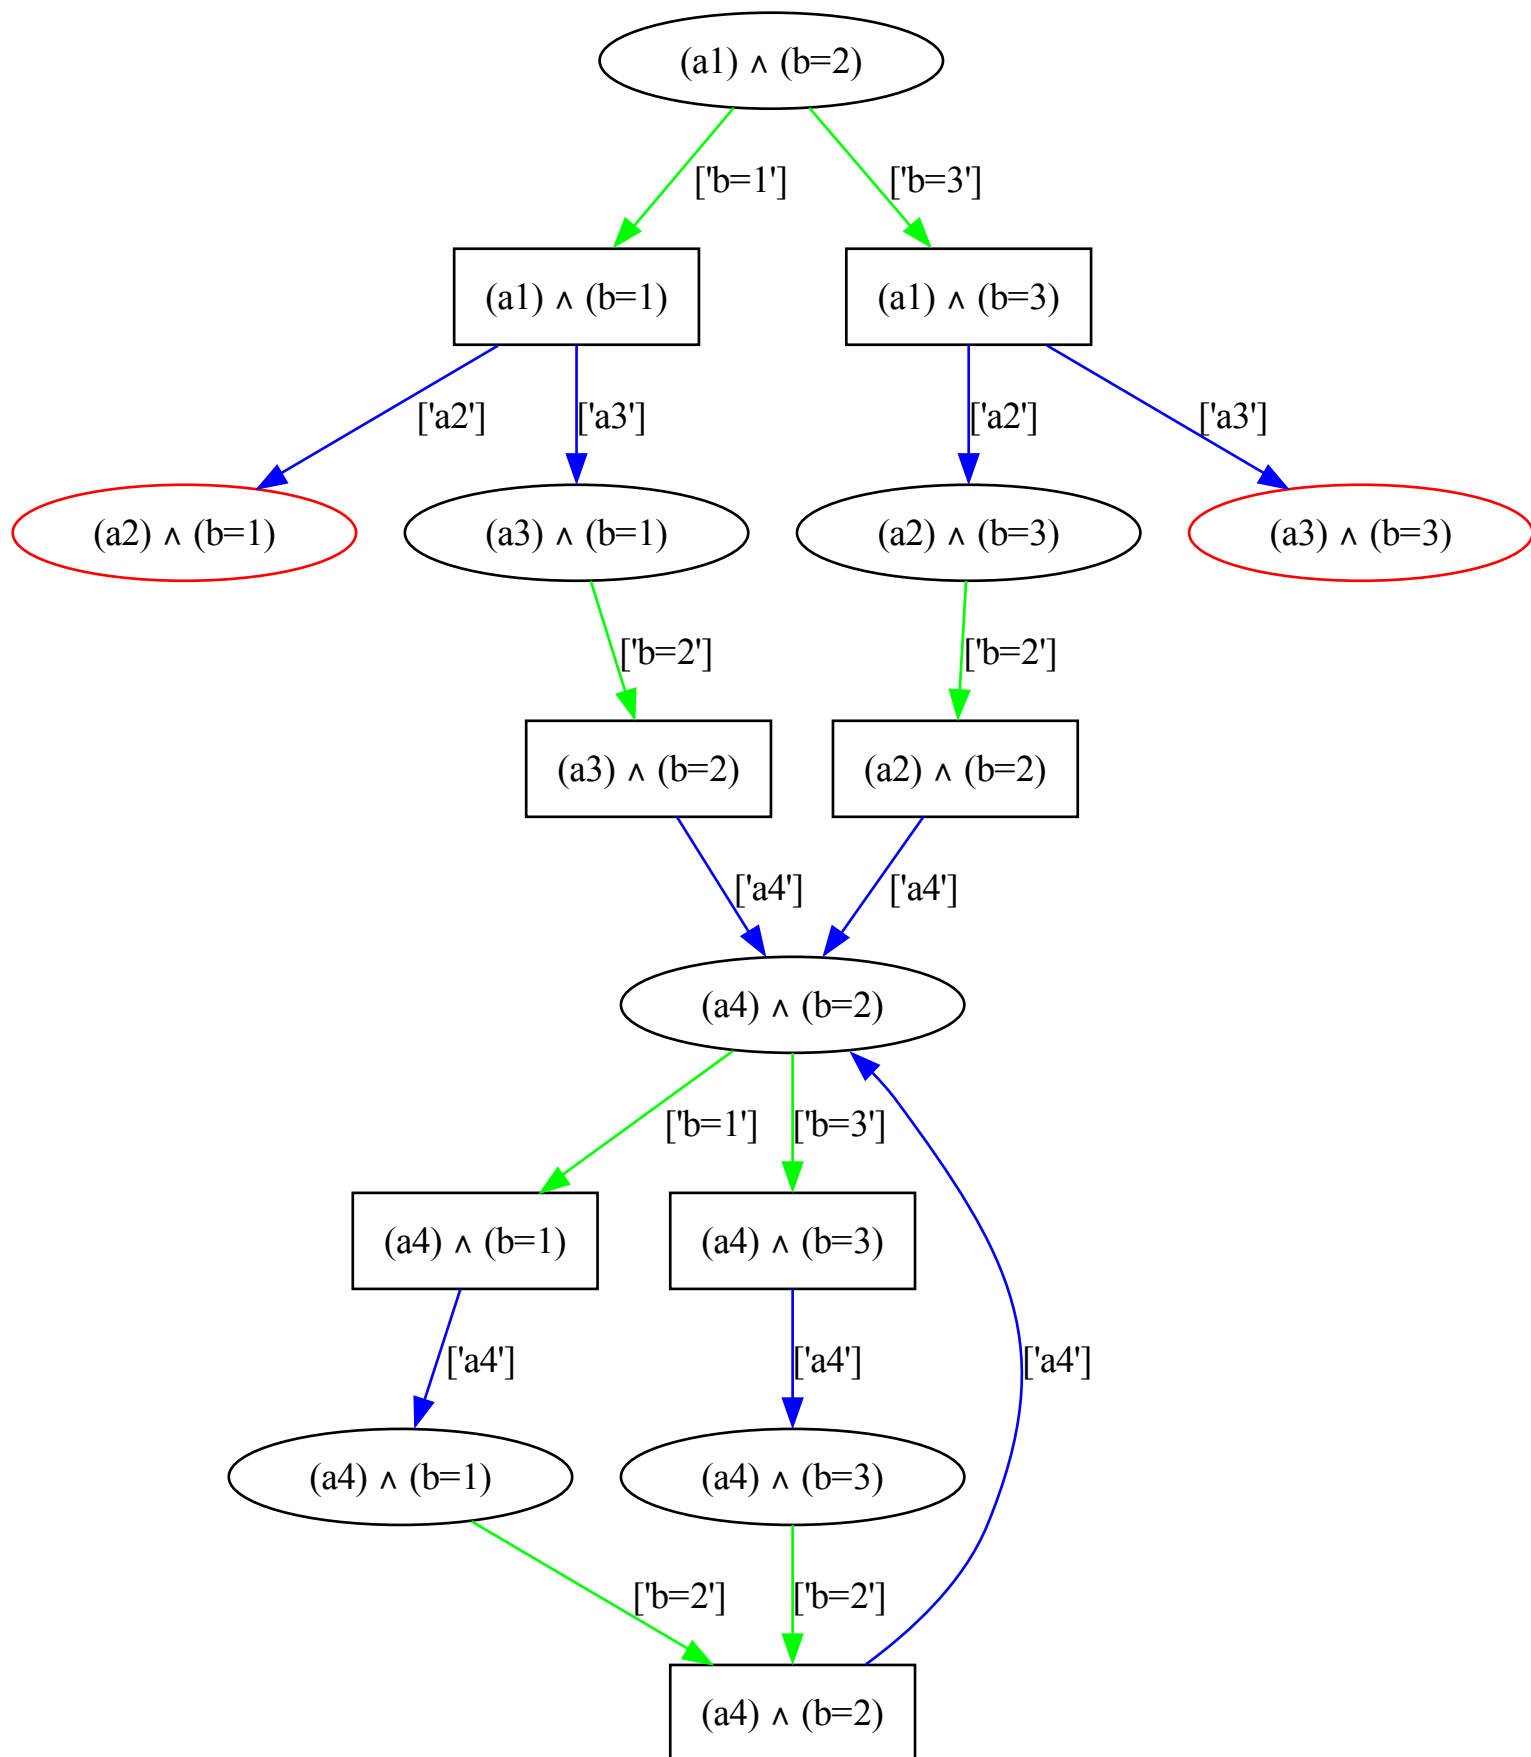 (a1) ∧ (b=2)
['b=1']
['b=3']
(a1) ∧ (b=1)
(a1) ∧ (b=3)
['a2']
['a3']
['a2']
['a3']
(a2) ∧ (b=1)
(a3) ∧ (b=1)
(a2) ∧ (b=3)
(a3) ∧ (b=3)
['b=2']
['b=2']
(a3) ∧ (b=2)
(a2) ∧ (b=2)
['a4']
['a4']
(a4) ∧ (b=2)
['b=1']
['b=3']
(a4) ∧ (b=1)
(a4) ∧ (b=3)
['a4']
['a4']
['a4']
(a4) ∧ (b=1)
(a4) ∧ (b=3)
['b=2']
['b=2']
(a4) ∧ (b=2)